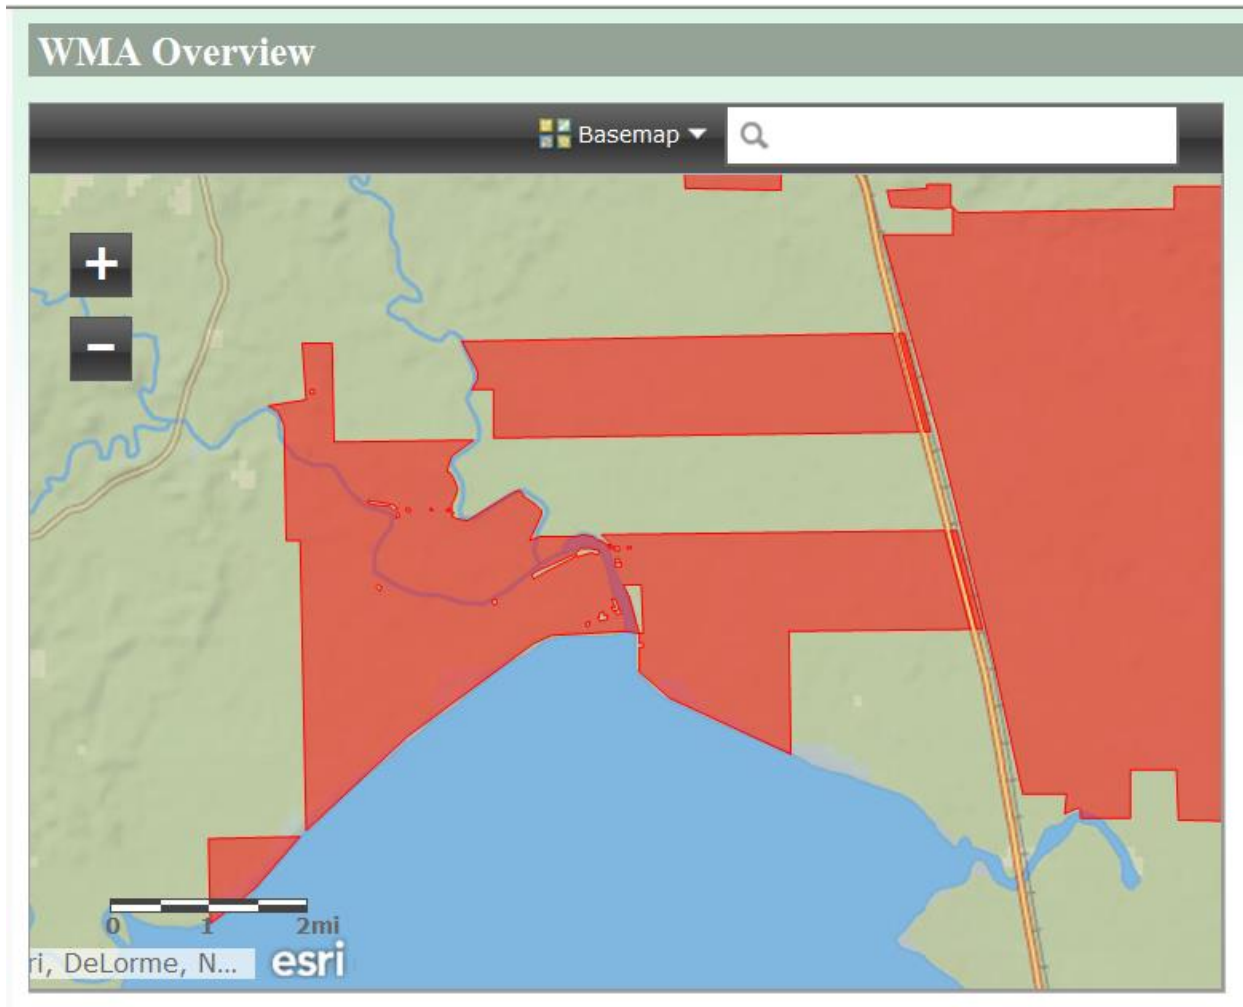 WMA Overview
Basemap
+
−
0 1 2mi
ri, DeLorme, N...
esri